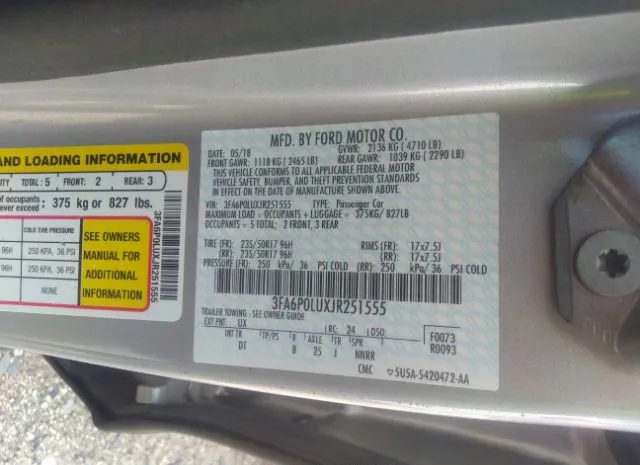 AND LOADING INFORMATION
TOTAL: 5 FRONT: 2 REAR: 3
of occupants
never exceed : 375 kg or 827 lbs.
COLD TIRE PRESSURE
96H 250 KPA, 36 PSI
96H 250 KPA, 36 PSI
NONE
SEE OWNERS
MANUAL FOR
ADDITIONAL
INFORMATION
3FA6P0LUXJR251555
MFD. BY FORD MOTOR CO.
DATE: 05/18 GVWR: 2136 KG ( 4710 LB)
FRONT GAWR: 1118 KG ( 2465 LB) REAR GAWR: 1039 KG ( 2290 LB)
THIS VEHICLE CONFORMS TO ALL APPLICABLE FEDERAL MOTOR
VEHICLE SAFETY, BUMPER, AND THEFT PREVENTION STANDARDS IN
EFFECT ON THE DATE OF MANUFACTURE SHOWN ABOVE.
VIN: 3FA6P0LUXJR251555 TYPE: Passenger Car
MAXIMUM LOAD = OCCUPANTS + LUGGAGE = 375KG/ 827LB
OCCUPANTS = 5 TOTAL: 2 FRONT, 3 REAR
TIRE (FR): 235/50R17 96H RIMS (FR): 17x7.5J
(RR): 235/50R17 96H (RR): 17x7.5J
PRESSURE (FR): 250 kPa/ 36 PSI COLD (RR): 250 kPa/ 36 PSI COLD
3FA6P0LUXJR251555
TRAILER TOWING - SEE OWNER GUIDE
EXT PNT: UX RC: 24 DSO:
F0073
R0093
INT TR TP/PS R AXLE TR SPR
DT B 25 J NNRR
CMC 5U5A-5420472-AA